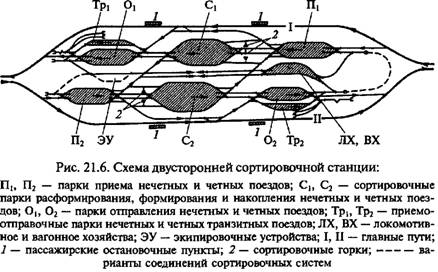 Тр₁ О₁ 1 С₁ 2 П₁
I
II
П₂ ЭУ 2 1 С₂ О₂ Тр₂ 1 ЛХ, ВХ
Рис. 21.6. Схема двусторонней сортировочной станции:
П₁, П₂ — парки приема нечетных и четных поездов; С₁, С₂ — сортировочные
парки расформирования, формирования и накопления нечетных и четных поез-
дов; О₁, О₂ — парки отправления нечетных и четных поездов; Тр₁, Тр₂ — приемо-
отправочные парки нечетных и четных транзитных поездов; ЛХ, ВХ — локомотив-
ное и вагонное хозяйства; ЭУ — экипировочные устройства; I, II — главные пути;
1 — пассажирские остановочные пункты; 2 — сортировочные горки; ---- — ва-
рианты соединений сортировочных систем